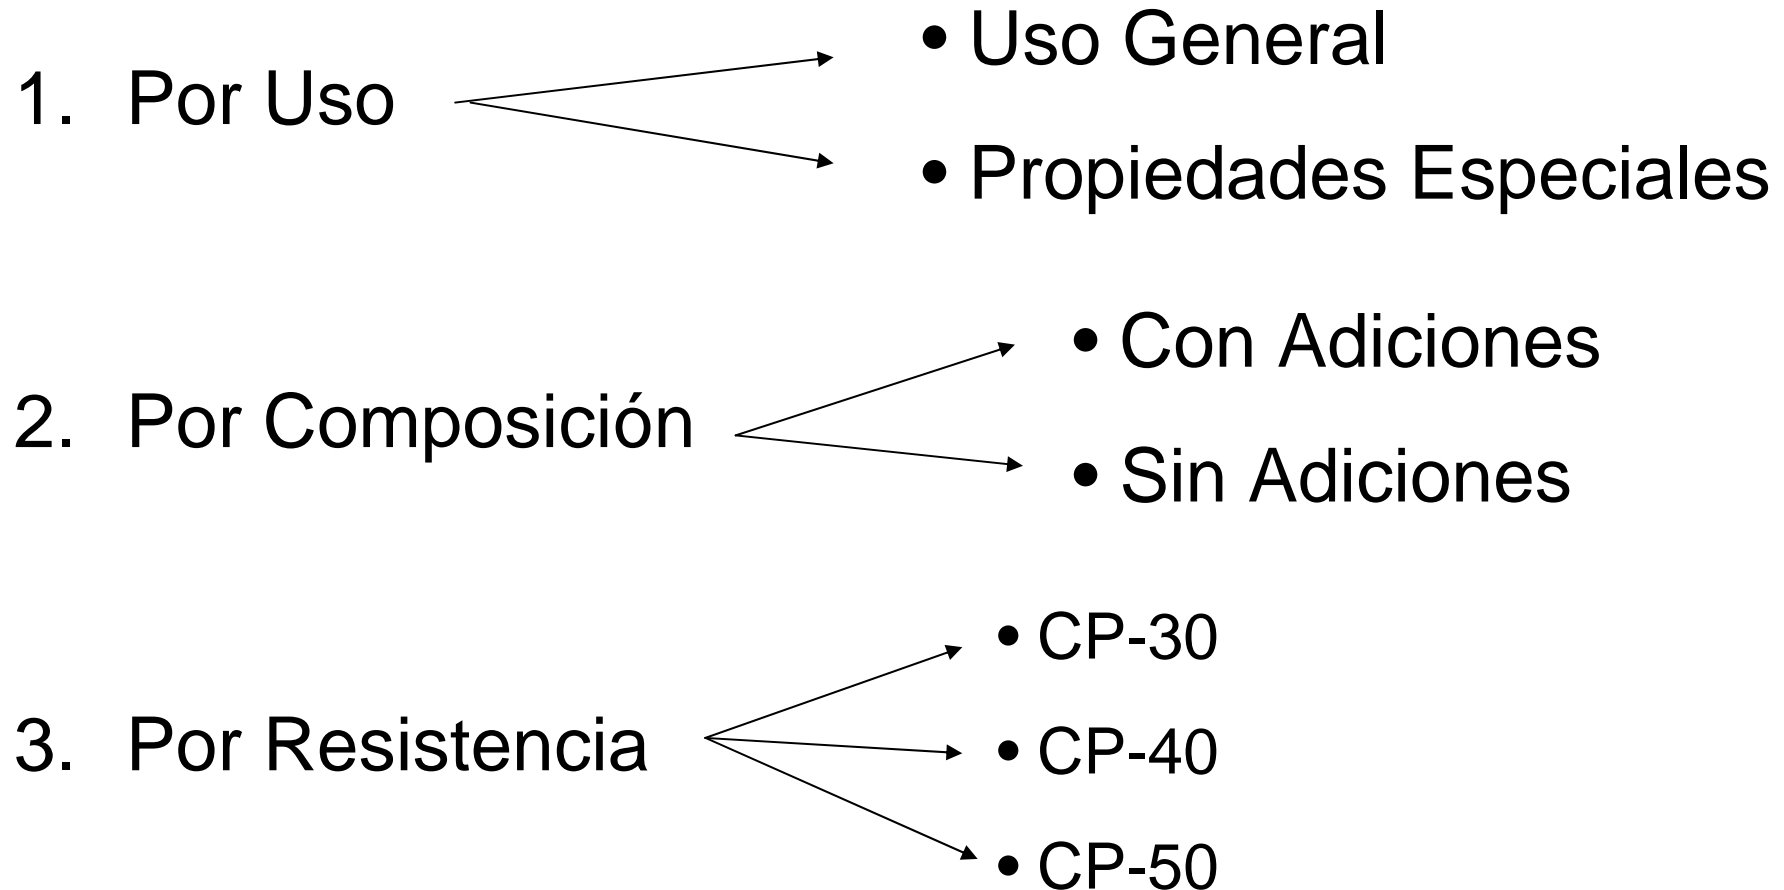 1. Por Uso
• Uso General
• Propiedades Especiales
2. Por Composición
• Con Adiciones
• Sin Adiciones
3. Por Resistencia
• CP-30
• CP-40
• CP-50